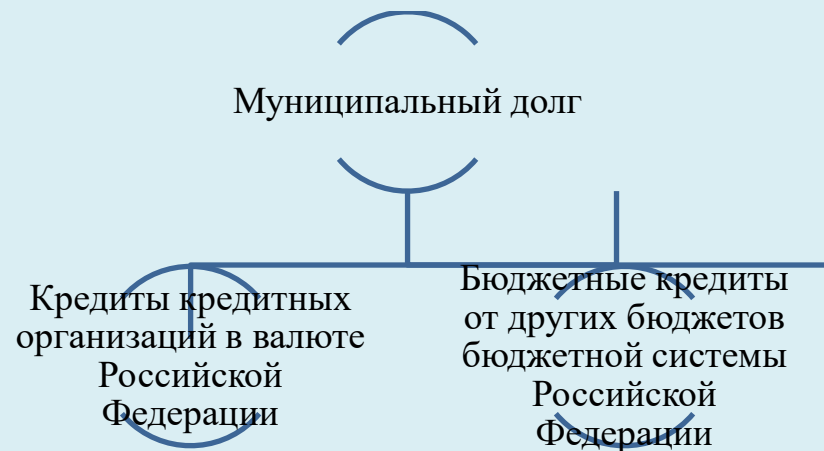 Муниципальный долг
Кредиты кредитных
организаций в валюте
Российской
Федерации
Бюджетные кредиты
от других бюджетов
бюджетной системы
Российской
Федерации